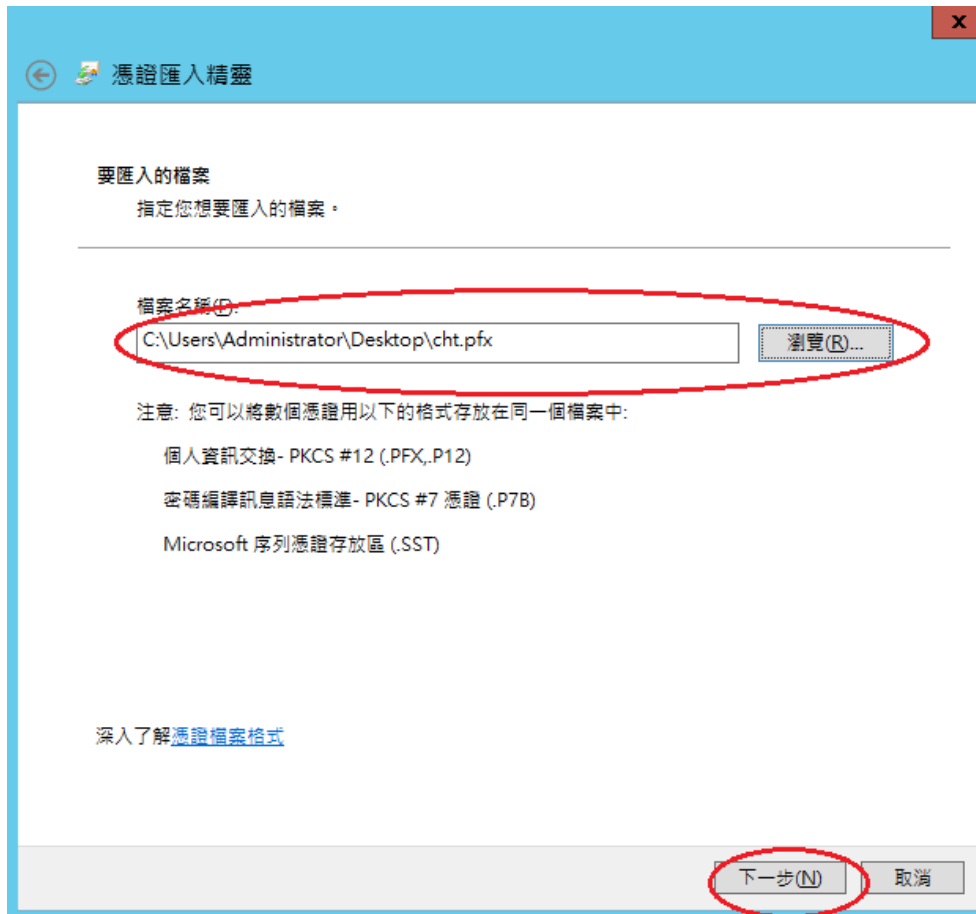 x
憑證匯入精靈
要匯入的檔案
指定您想要匯入的檔案。
檔案名稱(F):
C:\Users\Administrator\Desktop\cht.pfx
瀏覽(R)...
注意: 您可以將數個憑證用以下的格式存放在同一個檔案中:
個人資訊交換- PKCS #12 (.PFX,.P12)
密碼編譯訊息語法標準- PKCS #7 憑證 (.P7B)
Microsoft 序列憑證存放區 (.SST)
深入了解憑證檔案格式
下一步(N)
取消